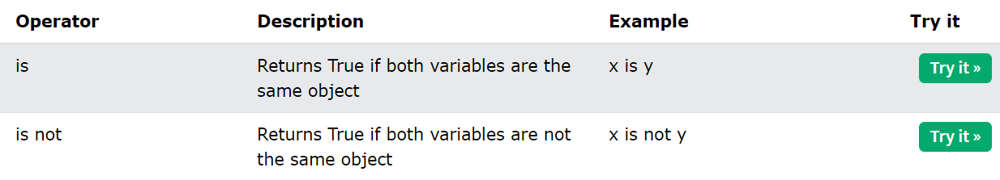 Operator Description Example Try it
is Returns True if both variables are the x is y Try it »
same object
is not Returns True if both variables are not x is not y Try it »
the same object